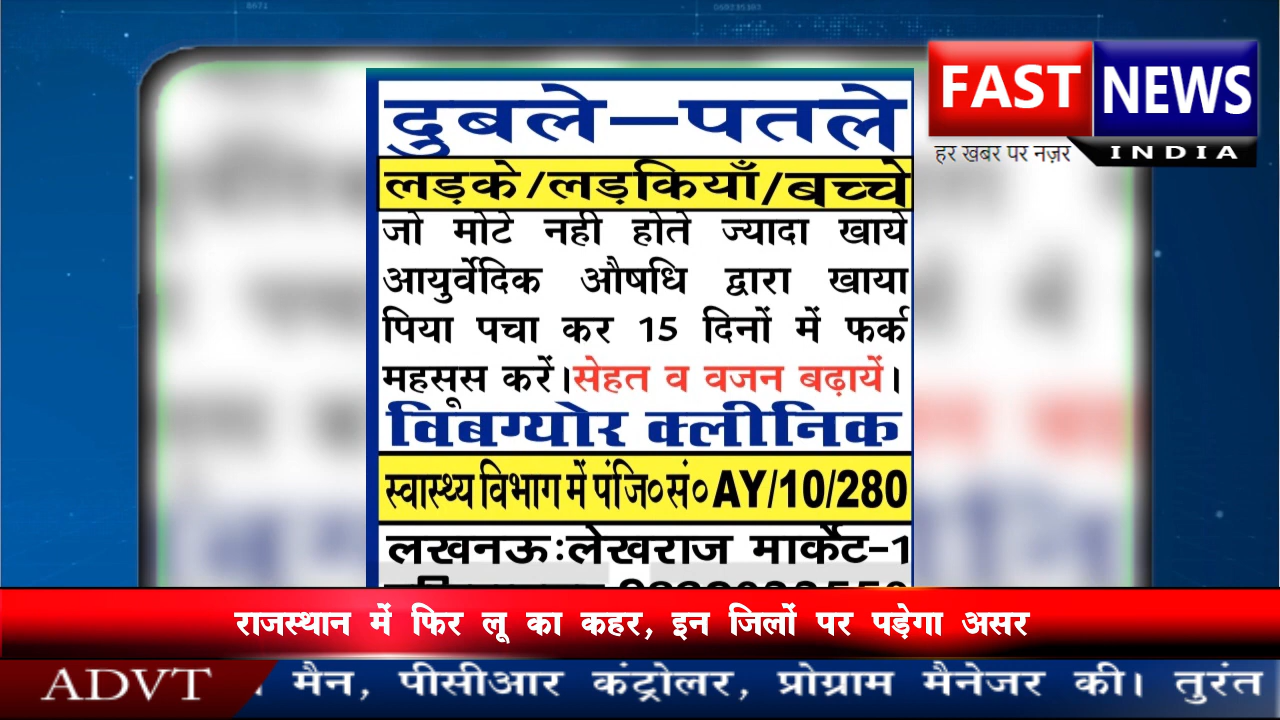 FAST NEWS
हर खबर पर नज़र INDIA
दुबले–पतले
लड़के/लड़कियाँ/बच्चे
जो मोटे नही होते ज्यादा खाये
आयुर्वेदिक औषधि द्वारा खाया
पिया पचा कर 15 दिनों में फर्क
महसूस करें।सेहत व वजन बढ़ायें।
विबग्योर क्लीनिक
स्वास्थ्य विभाग में पंजि०सं० AY/10/280
लखनऊ:लेखराज मार्केट–1
राजस्थान में फिर लू का कहर, इन जिलों पर पड़ेगा असर
ADVT मैन, पीसीआर कंट्रोलर, प्रोग्राम मैनेजर की। तुरंत